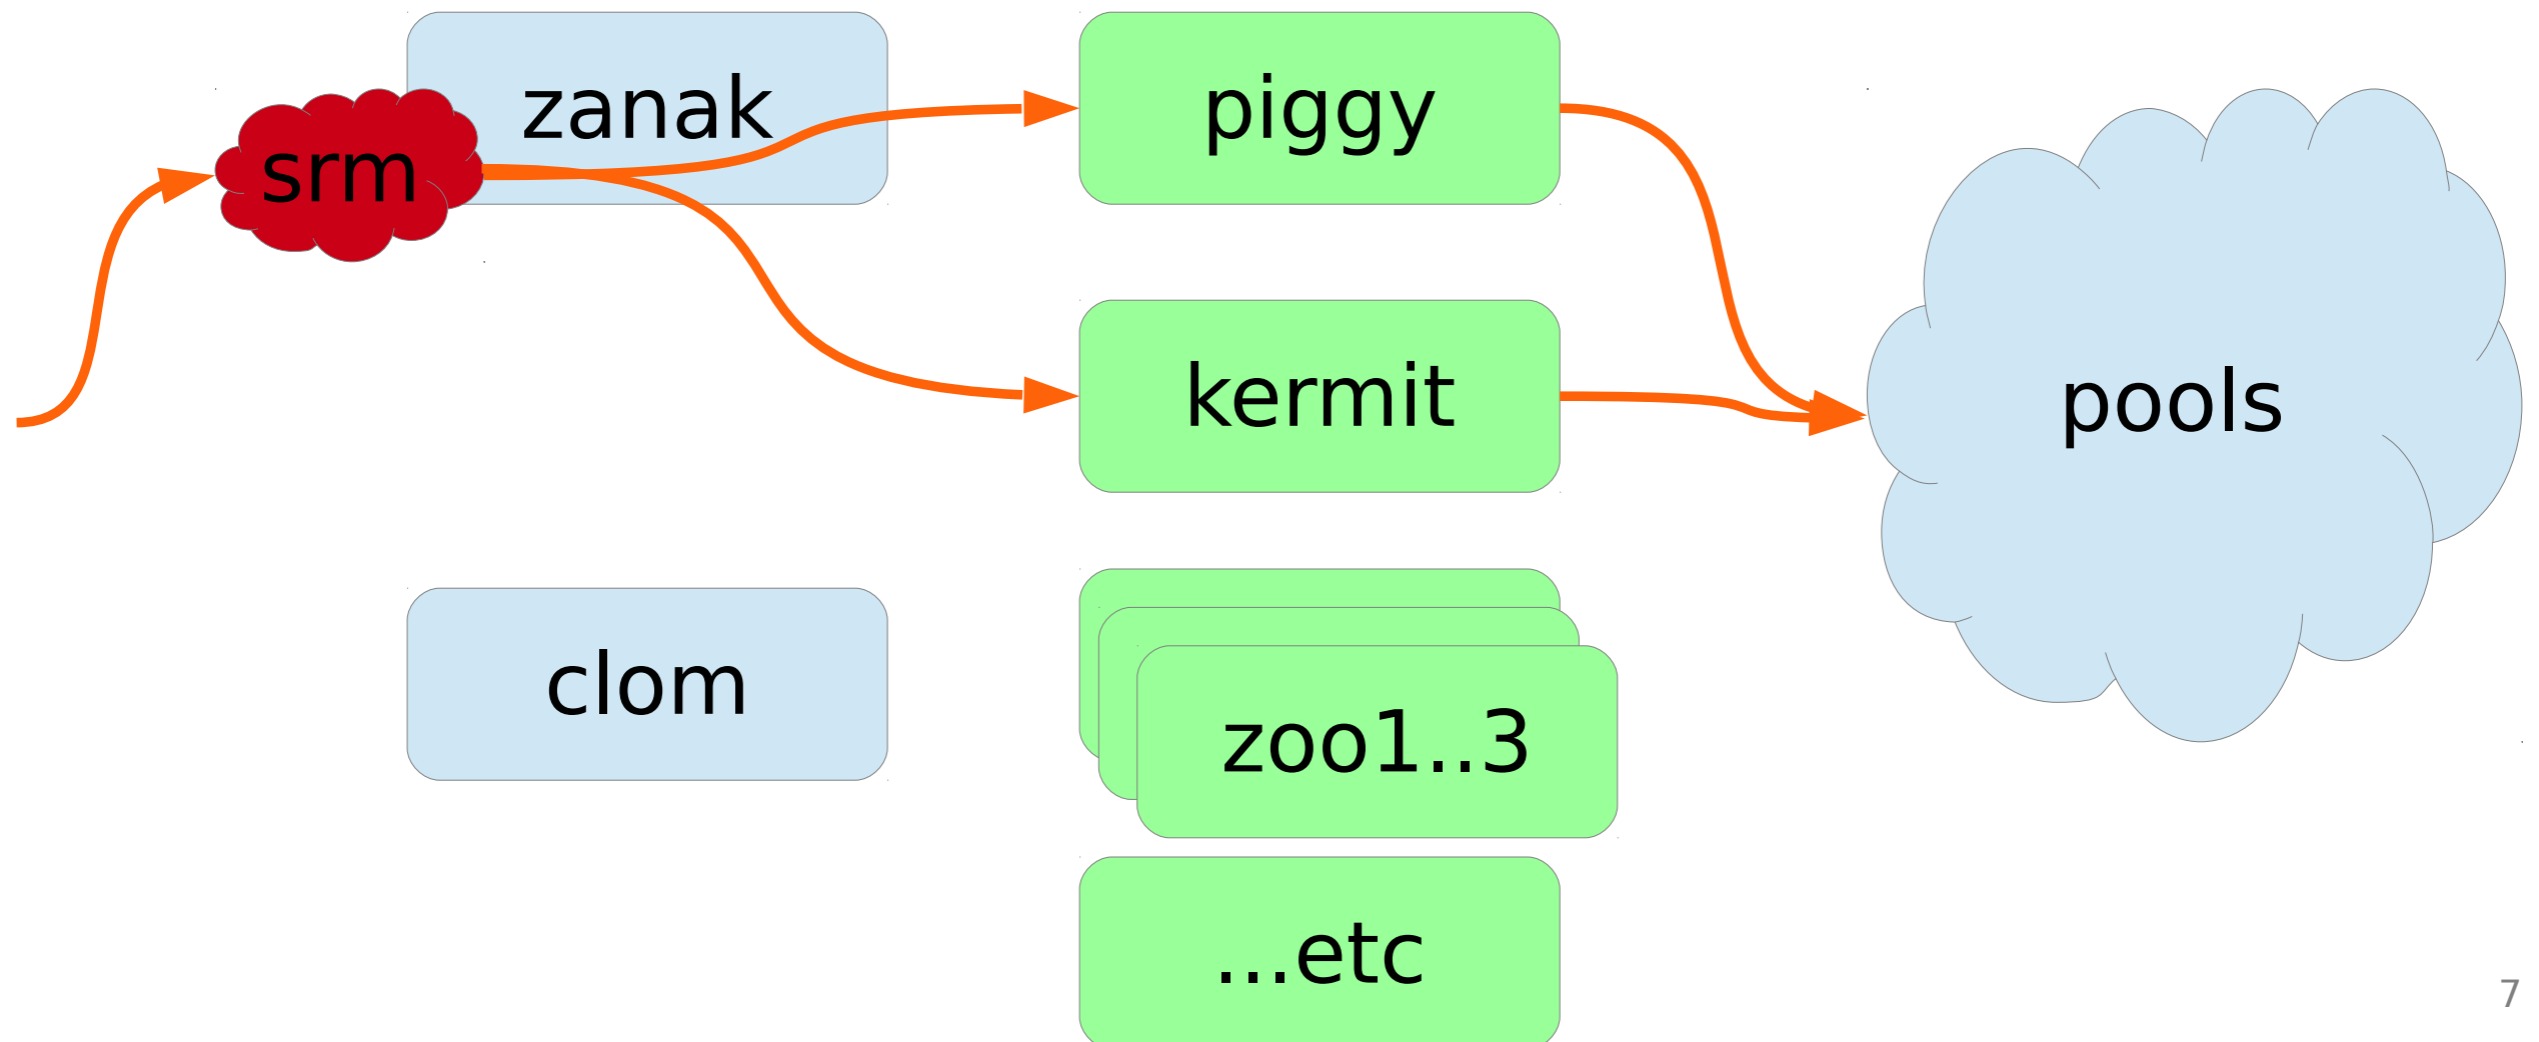 zanak
piggy
srm
kermit
pools
clom
zoo1..3
...etc
7